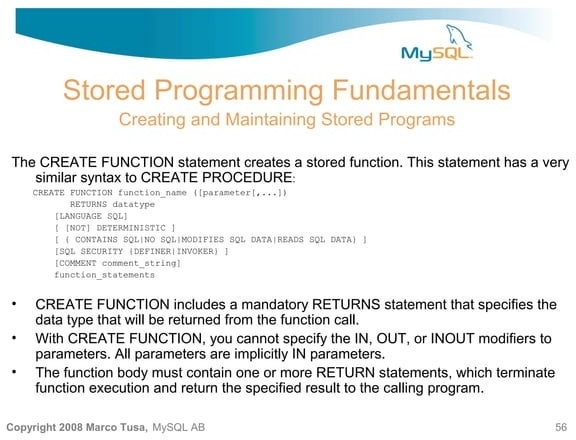 MySQL
Stored Programming Fundamentals
Creating and Maintaining Stored Programs
The CREATE FUNCTION statement creates a stored function. This statement has a very
similar syntax to CREATE PROCEDURE:
CREATE FUNCTION function_name ([parameter[,...])
RETURNS datatype
[LANGUAGE SQL]
[ [NOT] DETERMINISTIC ]
[ { CONTAINS SQL|NO SQL|MODIFIES SQL DATA|READS SQL DATA} ]
[SQL SECURITY {DEFINER|INVOKER} ]
[COMMENT comment_string]
function_statements
• CREATE FUNCTION includes a mandatory RETURNS statement that specifies the
data type that will be returned from the function call.
• With CREATE FUNCTION, you cannot specify the IN, OUT, or INOUT modifiers to
parameters. All parameters are implicitly IN parameters.
• The function body must contain one or more RETURN statements, which terminate
function execution and return the specified result to the calling program.
Copyright 2008 Marco Tusa, MySQL AB
56